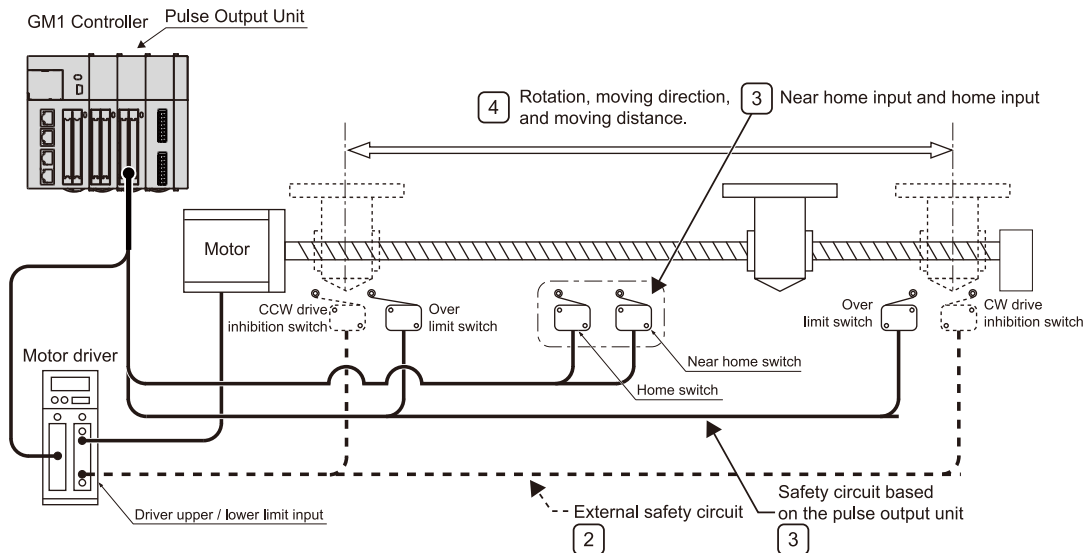 GM1 Controller
Pulse Output Unit
4
Rotation, moving direction,
and moving distance.
3
Near home input and home input
Motor
CCW drive
inhibition switch
Over
limit switch
Over
limit switch
CW drive
inhibition switch
Near home switch
Home switch
Motor driver
Driver upper / lower limit input
External safety circuit
2
Safety circuit based
on the pulse output unit
3